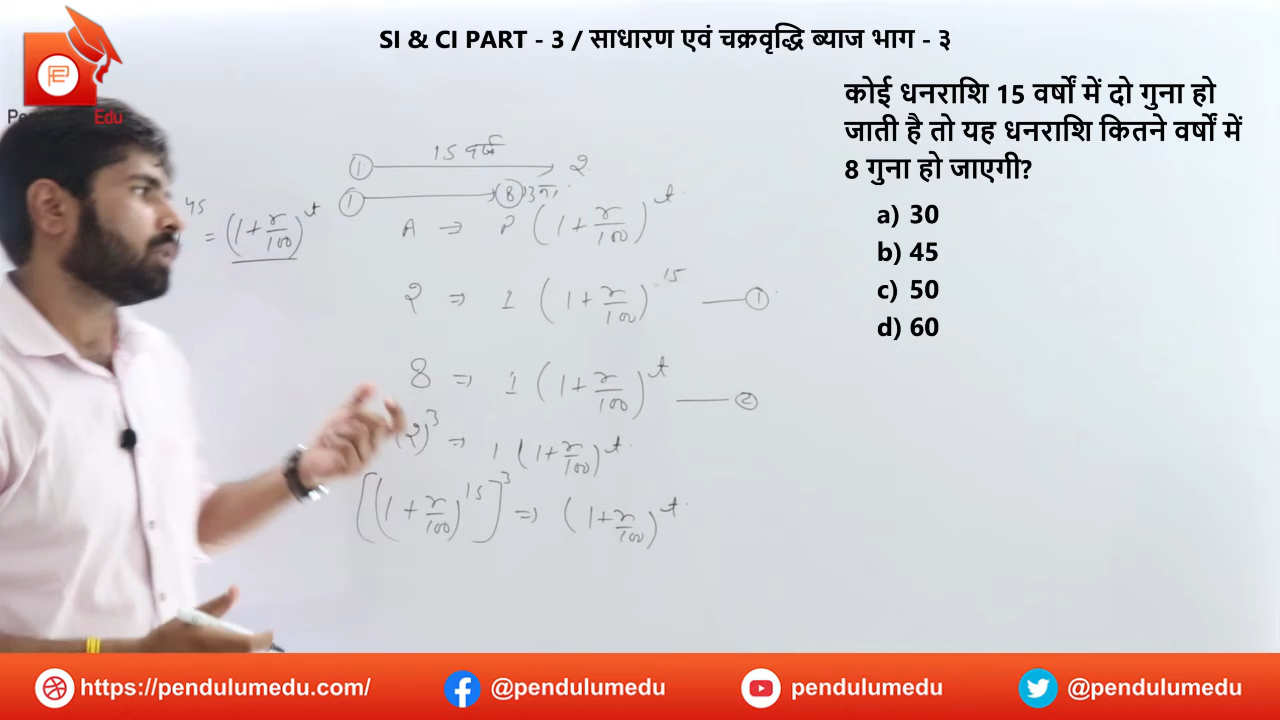 SI & CI PART - 3 / साधारण एवं चक्रवृद्धि ब्याज भाग - ३
Edu
कोई धनराशि 15 वर्षों में दो गुना हो
जाती है तो यह धनराशि कितने वर्षों में
8 गुना हो जाएगी?
a) 30
b) 45
c) 50
d) 60
1 15 वर्ष 2
1 8
45 = (1+r/100)^t
A ⇒ P (1+r/100)^t
2 ⇒ 1 (1+r/100)^15 — 1
8 ⇒ 1 (1+r/100)^t — 2
(2)^3 ⇒ 1 (1+r/100)^t
[(1+r/100)^15]^3 ⇒ (1+r/100)^t
https://pendulumedu.com/
@pendulumedu
pendulumedu
@pendulumedu